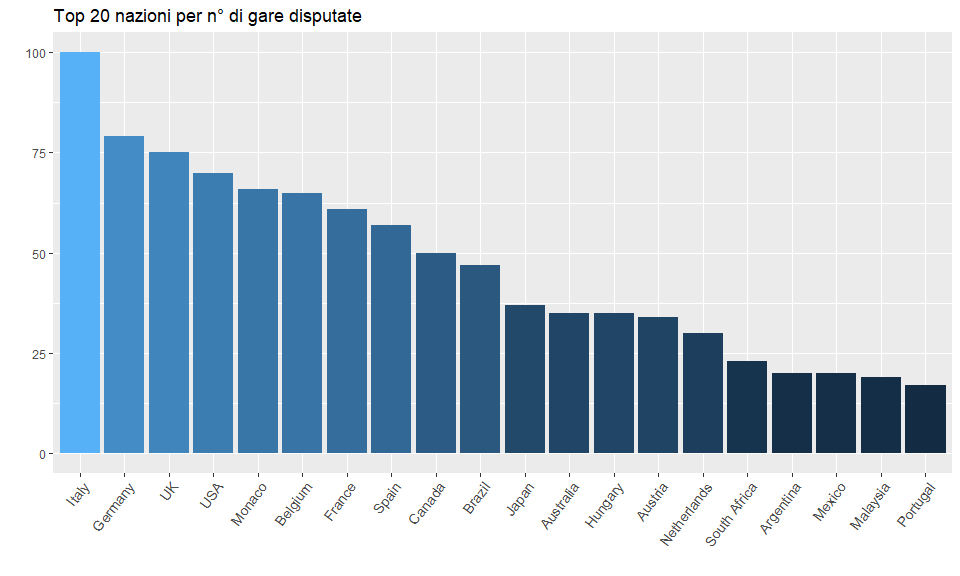 Top 20 nazioni per n° di gare disputate
100
75
50
25
0
Italy
Germany
UK
USA
Monaco
Belgium
France
Spain
Canada
Brazil
Japan
Australia
Hungary
Austria
Netherlands
South Africa
Argentina
Mexico
Malaysia
Portugal